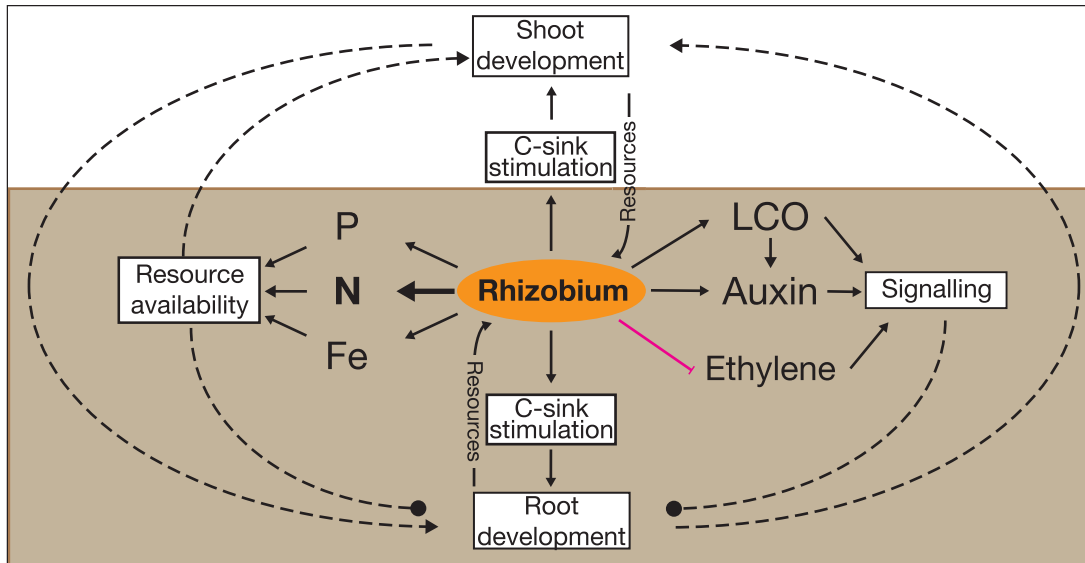 Shoot
development
C-sink
stimulation
Resources
P
LCO
Resource
availability
N
Rhizobium
Auxin
Signalling
Fe
Ethylene
Resources
C-sink
stimulation
Root
development